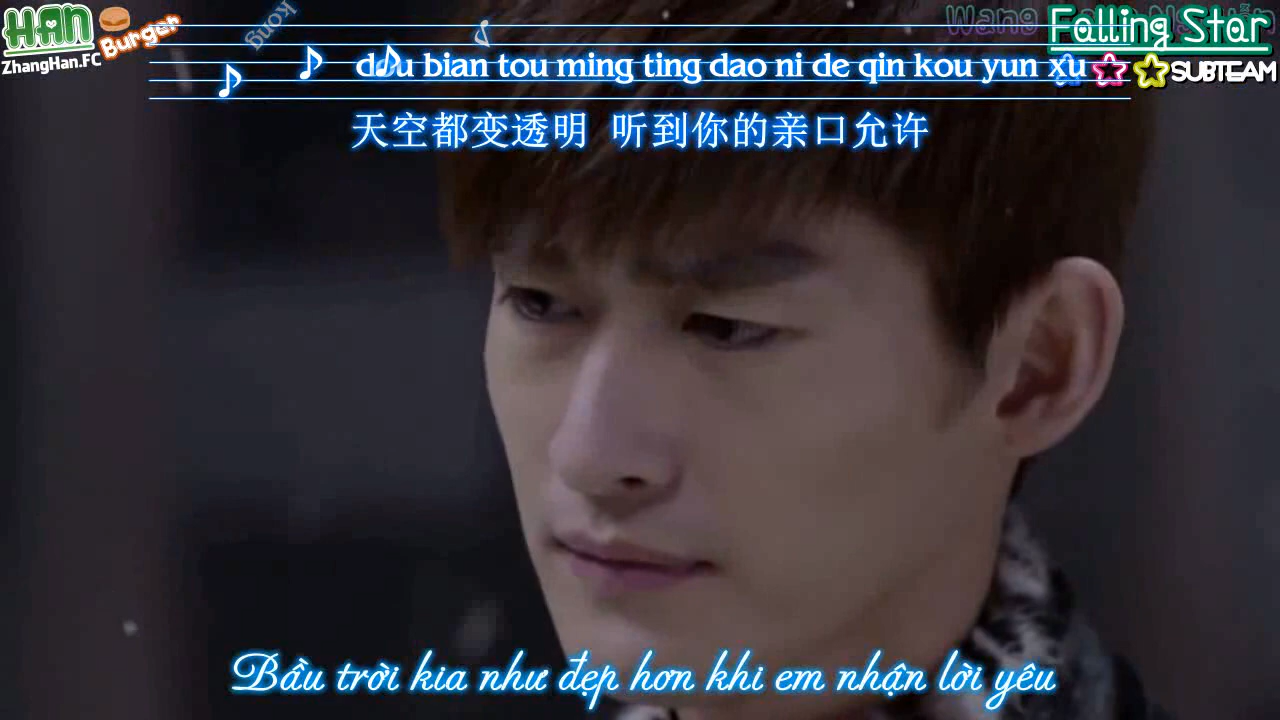 HAN Burger
ZhangHan.FC
kong
Wang
Falling Star
SUBTEAM
dou bian tou ming ting dao ni de qin kou yun xu
天空都变透明 听到你的亲口允许
Bầu trời kia như đẹp hơn khi em nhận lời yêu